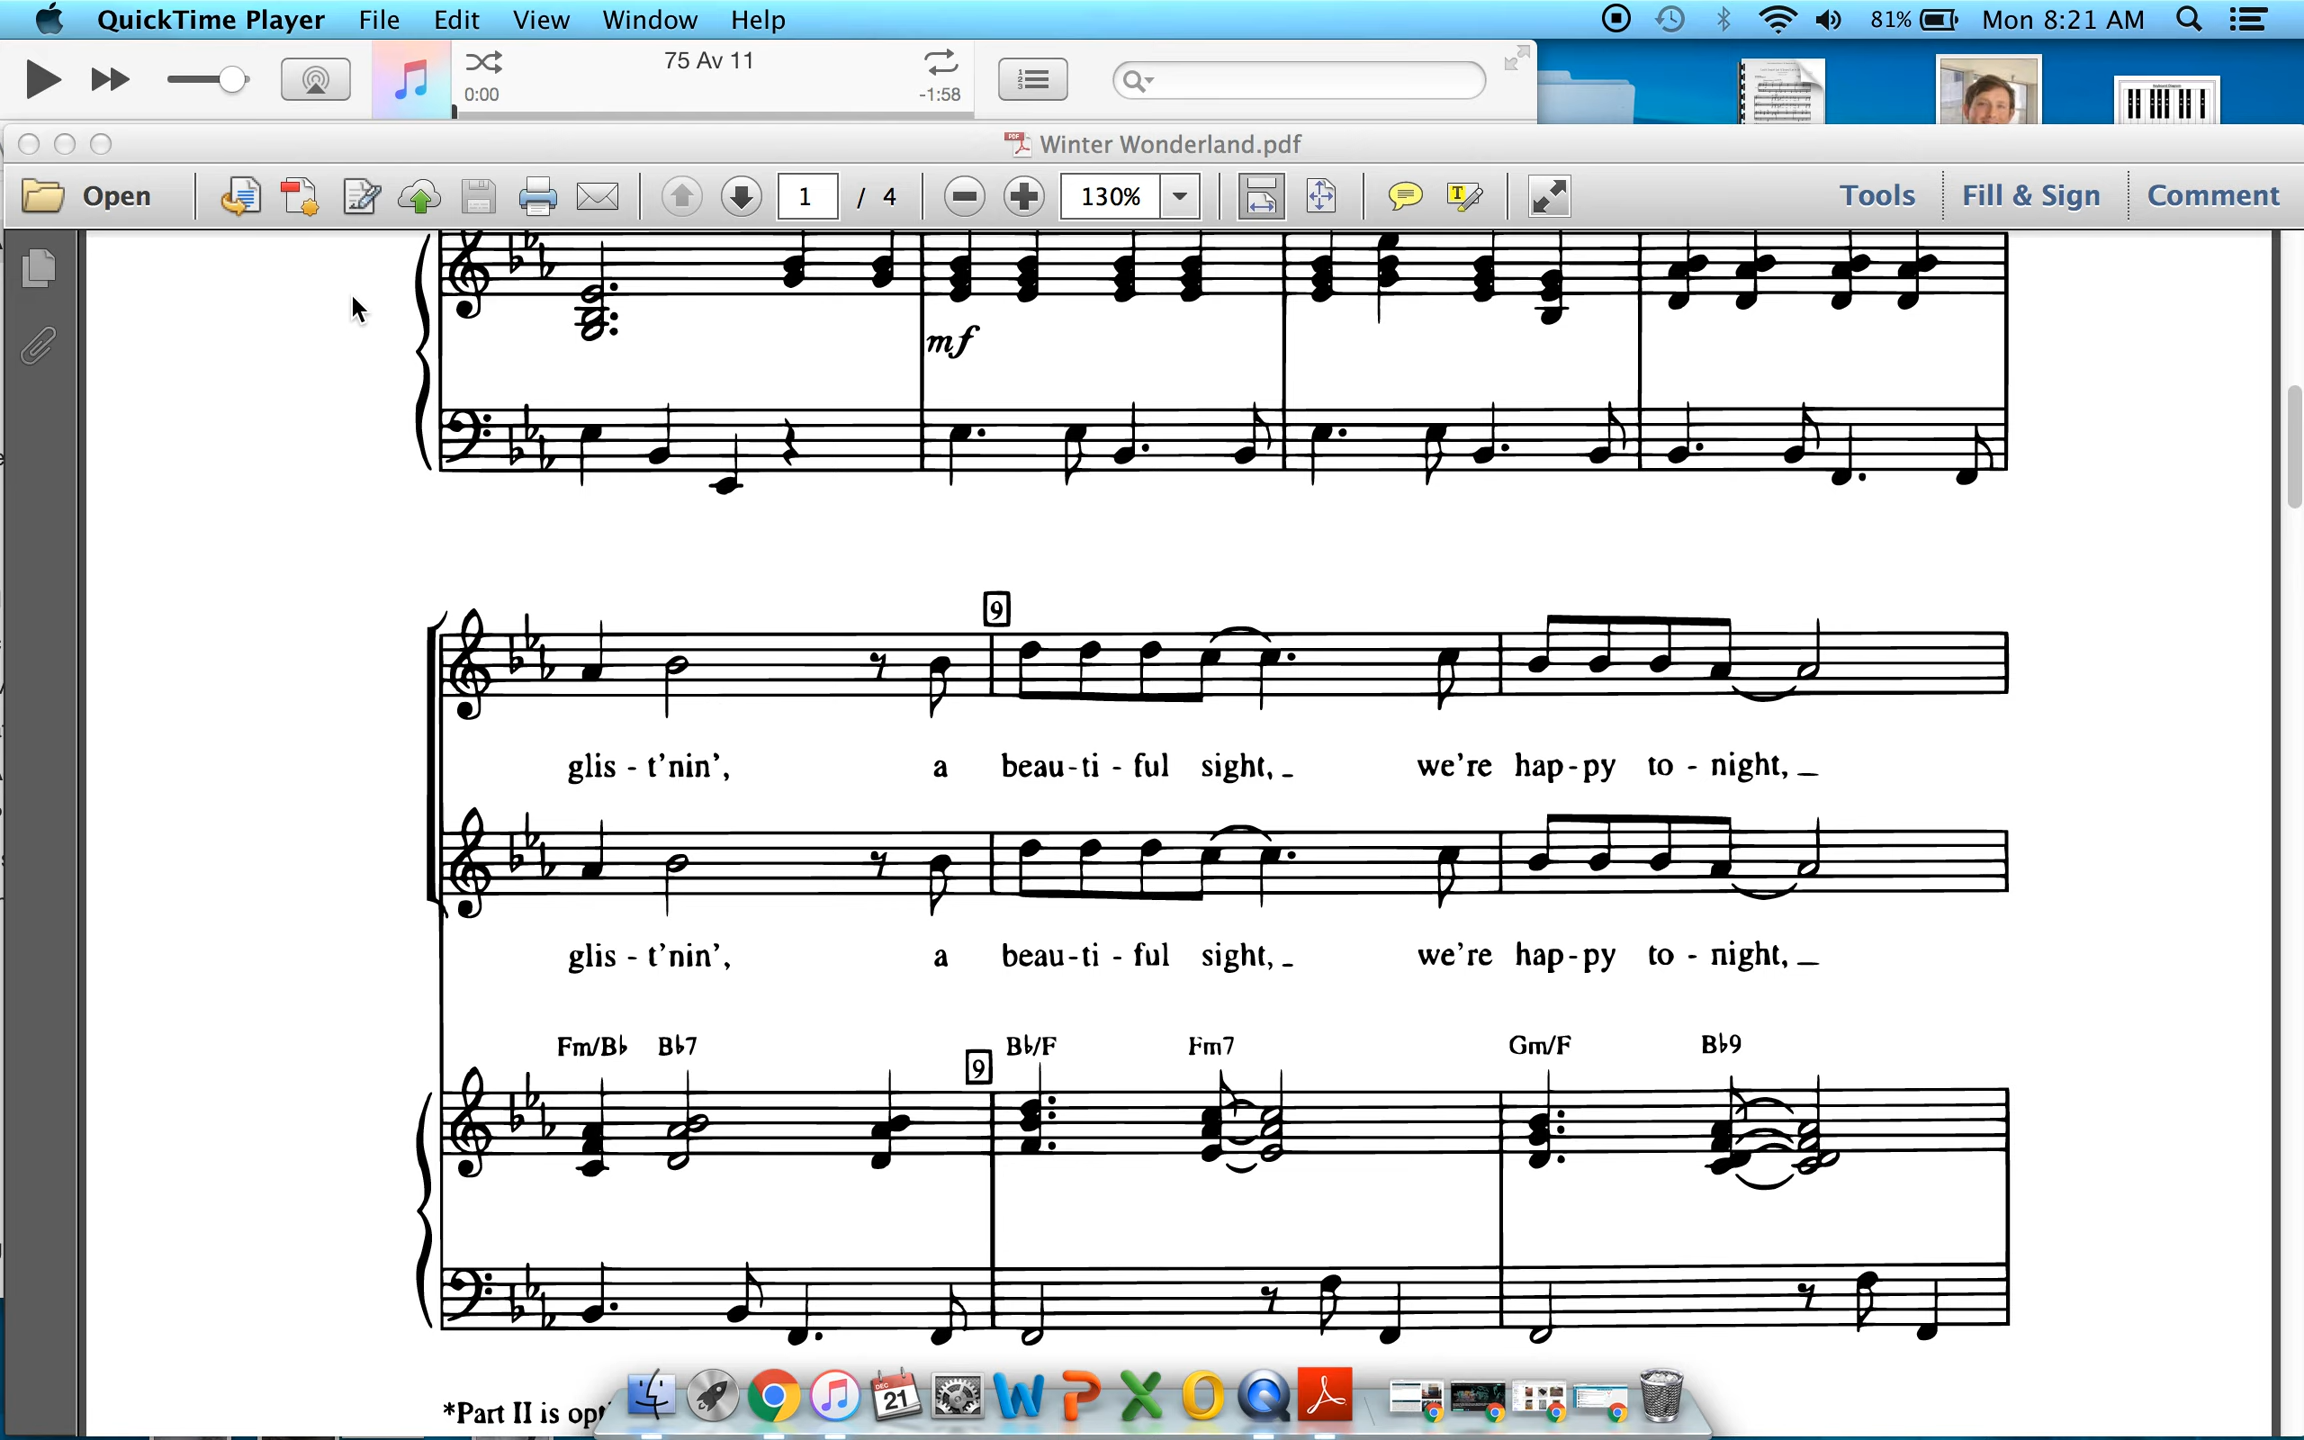 QuickTime Player File Edit View Window Help 81% Mon 8:21 AM
75 Av 11
0:00 -1:58
Winter Wonderland.pdf
Open 1 / 4 130% Tools Fill & Sign Comment
mf
9
glis - t'nin', a beau - ti - ful sight, _ we're hap - py to - night, _
glis - t'nin', a beau - ti - ful sight, _ we're hap - py to - night, _
Fm/B♭ B♭7 B♭/F Fm7 Gm/F B♭9
9
*Part II is opt
DEC
21